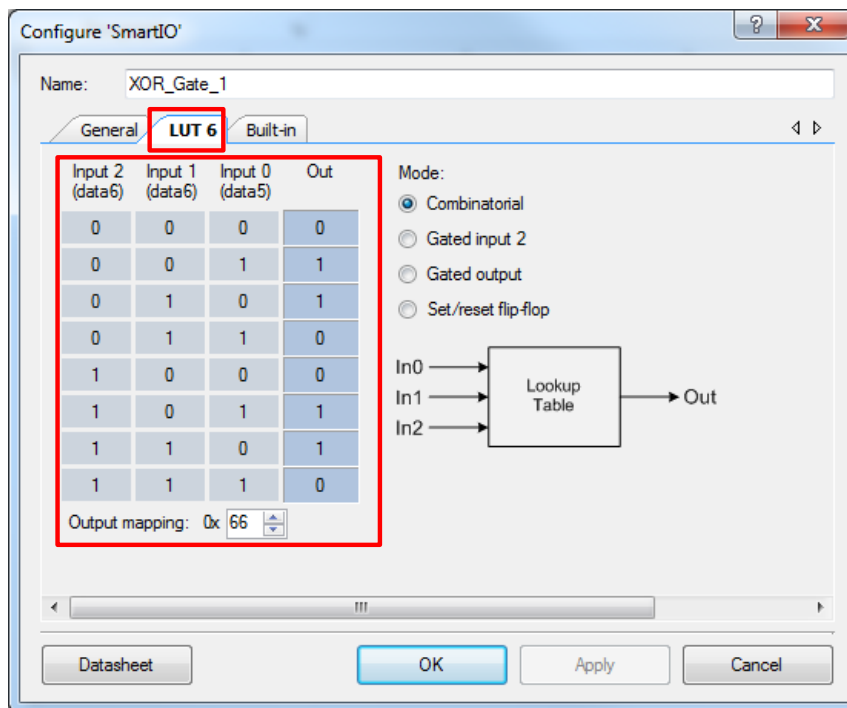 Configure 'SmartIO'
?
Name: XOR_Gate_1
General LUT 6 Built-in
Input 2 Input 1 Input 0 Out
(data6) (data6) (data5)
0 0 0 0
0 0 1 1
0 1 0 1
0 1 1 0
1 0 0 0
1 0 1 1
1 1 0 1
1 1 1 0
Output mapping: 0x 66
Mode:
Combinatorial
Gated input 2
Gated output
Set/reset flip-flop
In0
In1
In2
Lookup
Table
Out
Datasheet OK Apply Cancel